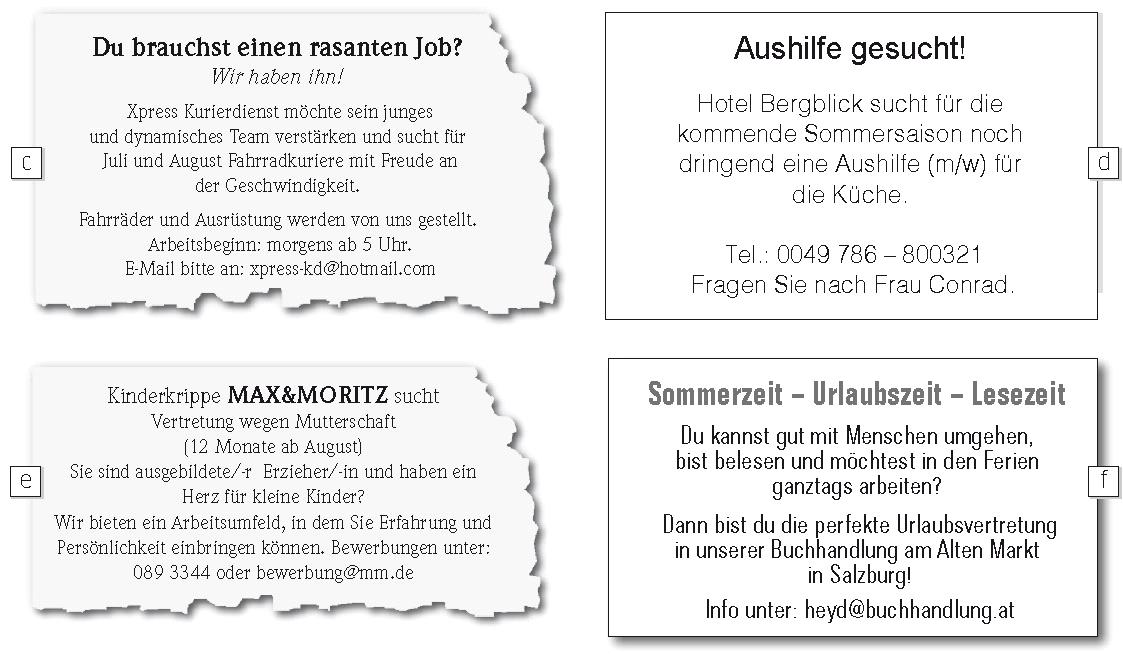 c
Du brauchst einen rasanten Job?
Wir haben ihn!
Xpress Kurierdienst möchte sein junges
und dynamisches Team verstärken und sucht für
Juli und August Fahrradkuriere mit Freude an
der Geschwindigkeit.
Fahrräder und Ausrüstung werden von uns gestellt.
Arbeitsbeginn: morgens ab 5 Uhr.
E-Mail bitte an: xpress-kd@hotmail.com
d
Aushilfe gesucht!
Hotel Bergblick sucht für die
kommende Sommersaison noch
dringend eine Aushilfe (m/w) für
die Küche.
Tel.: 0049 786 – 800321
Fragen Sie nach Frau Conrad.
e
Kinderkrippe MAX&MORITZ sucht
Vertretung wegen Mutterschaft
(12 Monate ab August)
Sie sind ausgebildete/-r Erzieher/-in und haben ein
Herz für kleine Kinder?
Wir bieten ein Arbeitsumfeld, in dem Sie Erfahrung und
Persönlichkeit einbringen können. Bewerbungen unter:
089 3344 oder bewerbung@mm.de
f
Sommerzeit – Urlaubszeit – Lesezeit
Du kannst gut mit Menschen umgehen,
bist belesen und möchtest in den Ferien
ganztags arbeiten?
Dann bist du die perfekte Urlaubsvertretung
in unserer Buchhandlung am Alten Markt
in Salzburg!
Info unter: heyd@buchhandlung.at